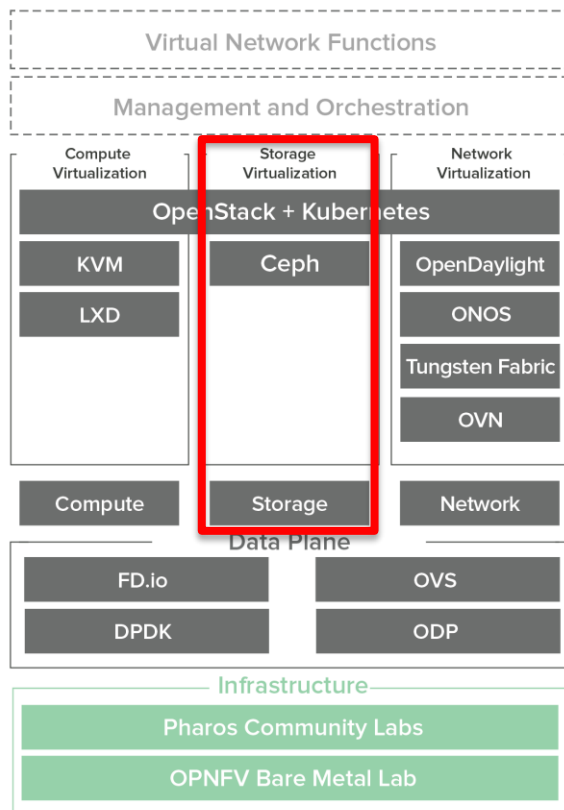 Virtual Network Functions
Management and Orchestration
Compute
Virtualization
Storage
Virtualization
Network
Virtualization
OpenStack + Kubernetes
KVM
Ceph
OpenDaylight
LXD
ONOS
Tungsten Fabric
OVN
Compute
Storage
Network
Data Plane
FD.io
OVS
DPDK
ODP
Infrastructure
Pharos Community Labs
OPNFV Bare Metal Lab